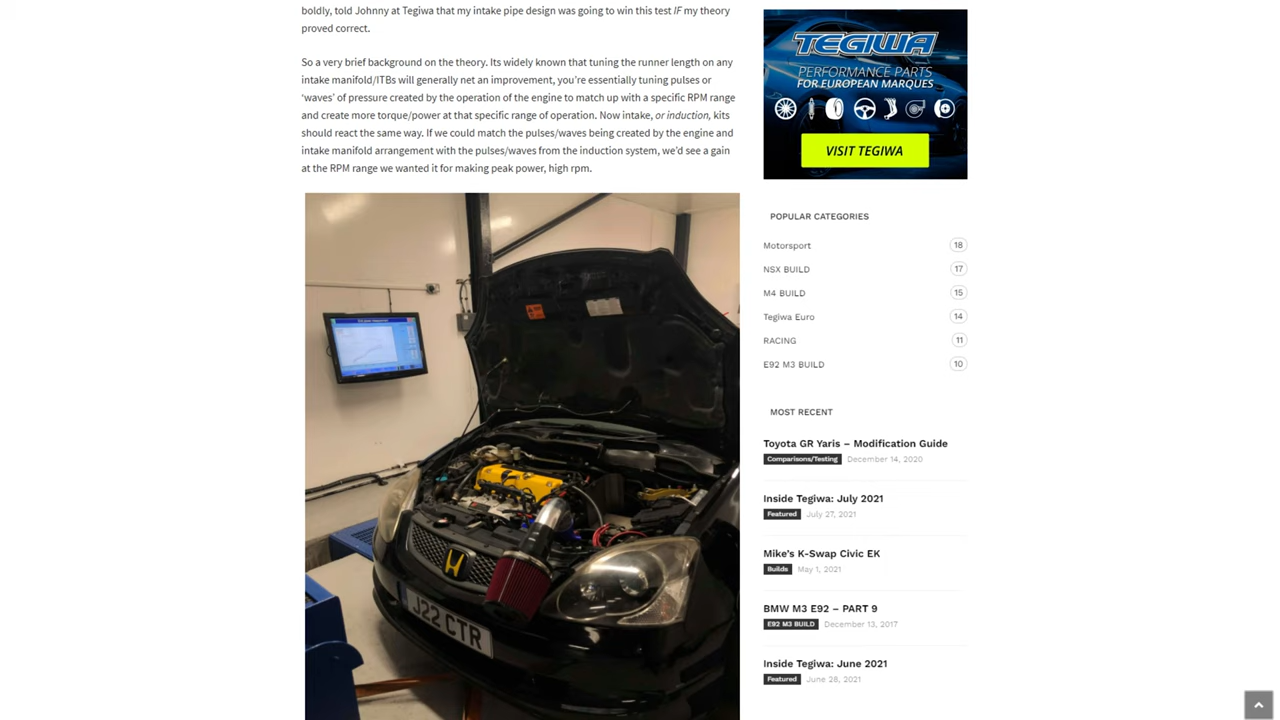 boldly, told Johnny at Tegiwa that my intake pipe design was going to win this test IF my theory
proved correct.
So a very brief background on the theory. Its widely known that tuning the runner length on any
intake manifold/ITBs will generally net an improvement, you're essentially tuning pulses or
'waves' of pressure created by the operation of the engine to match up with a specific RPM range
and create more torque/power at that specific range of operation. Now intake, or induction, kits
should react the same way. If we could match the pulses/waves being created by the engine and
intake manifold arrangement with the pulses/waves from the induction system, we'd see a gain
at the RPM range we wanted it for making peak power, high rpm.
J22 CTR
TEGIWA
PERFORMANCE PARTS
FOR EUROPEAN MARQUES
VISIT TEGIWA
POPULAR CATEGORIES
Motorsport 18
NSX BUILD 17
M4 BUILD 15
Tegiwa Euro 14
RACING 11
E92 M3 BUILD 10
MOST RECENT
Toyota GR Yaris – Modification Guide
Comparisons/Testing December 14, 2020
Inside Tegiwa: July 2021
Featured July 27, 2021
Mike's K-Swap Civic EK
Builds May 1, 2021
BMW M3 E92 – PART 9
E92 M3 BUILD December 13, 2017
Inside Tegiwa: June 2021
Featured June 28, 2021